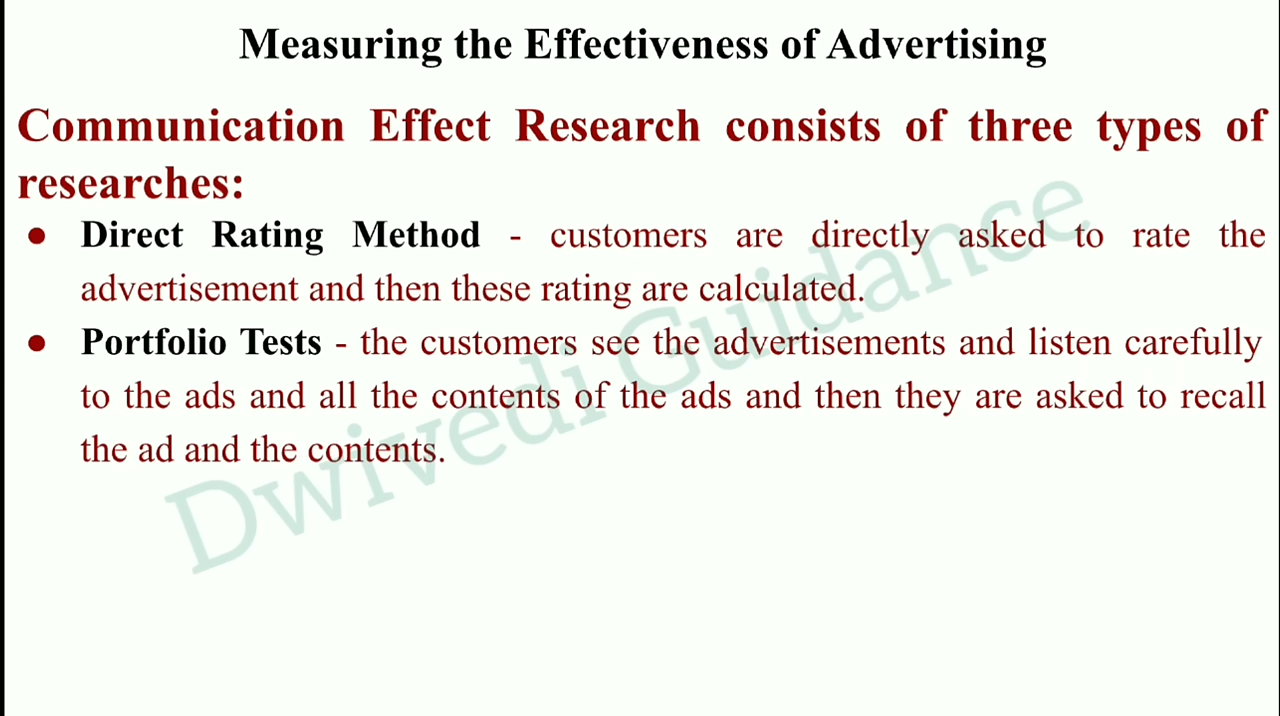 Measuring the Effectiveness of Advertising
Communication Effect Research consists of three types of
researches:
● Direct Rating Method - customers are directly asked to rate the
advertisement and then these rating are calculated.
● Portfolio Tests - the customers see the advertisements and listen carefully
to the ads and all the contents of the ads and then they are asked to recall
the ad and the contents.
Dwivedi Guidance